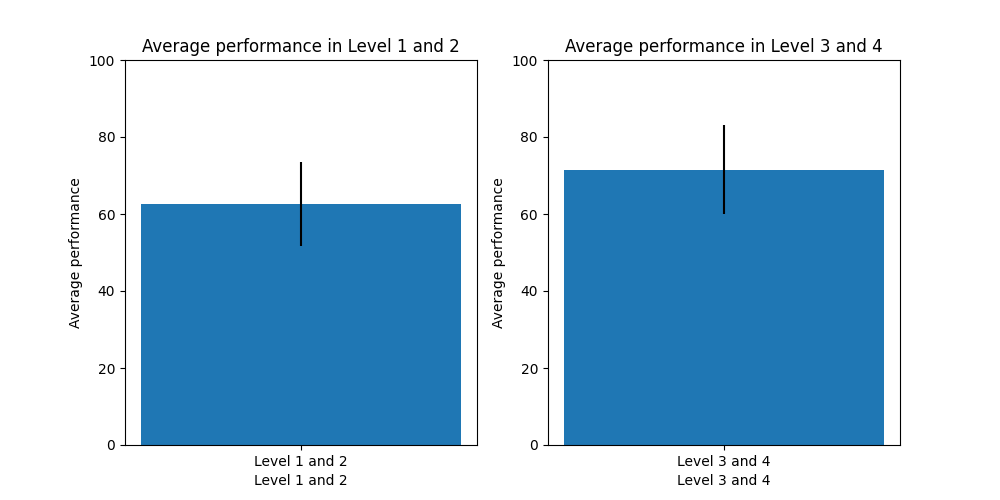 Average performance in Level 1 and 2
100
80
60
40
20
0
Average performance
Level 1 and 2
Level 1 and 2
Average performance in Level 3 and 4
100
80
60
40
20
0
Average performance
Level 3 and 4
Level 3 and 4